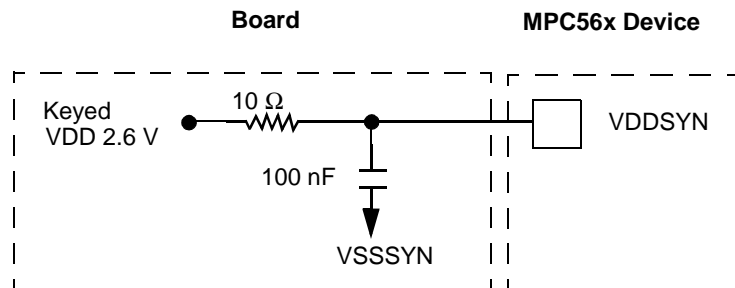 Board
MPC56x Device
Keyed
VDD 2.6 V
10 Ω
VDDSYN
100 nF
VSSSYN